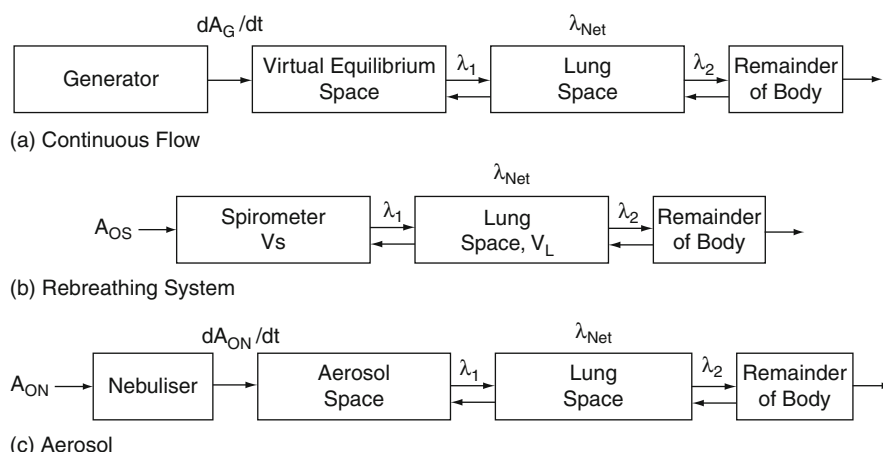 dA_G/dt
λ_Net
Generator
Virtual Equilibrium
Space
λ_1
Lung
Space
λ_2
Remainder
of Body
(a) Continuous Flow
λ_Net
A_OS
Spirometer
Vs
λ_1
Lung
Space, V_L
λ_2
Remainder
of Body
(b) Rebreathing System
dA_ON/dt
λ_Net
A_ON
Nebuliser
Aerosol
Space
λ_1
Lung
Space
λ_2
Remainder
of Body
(c) Aerosol